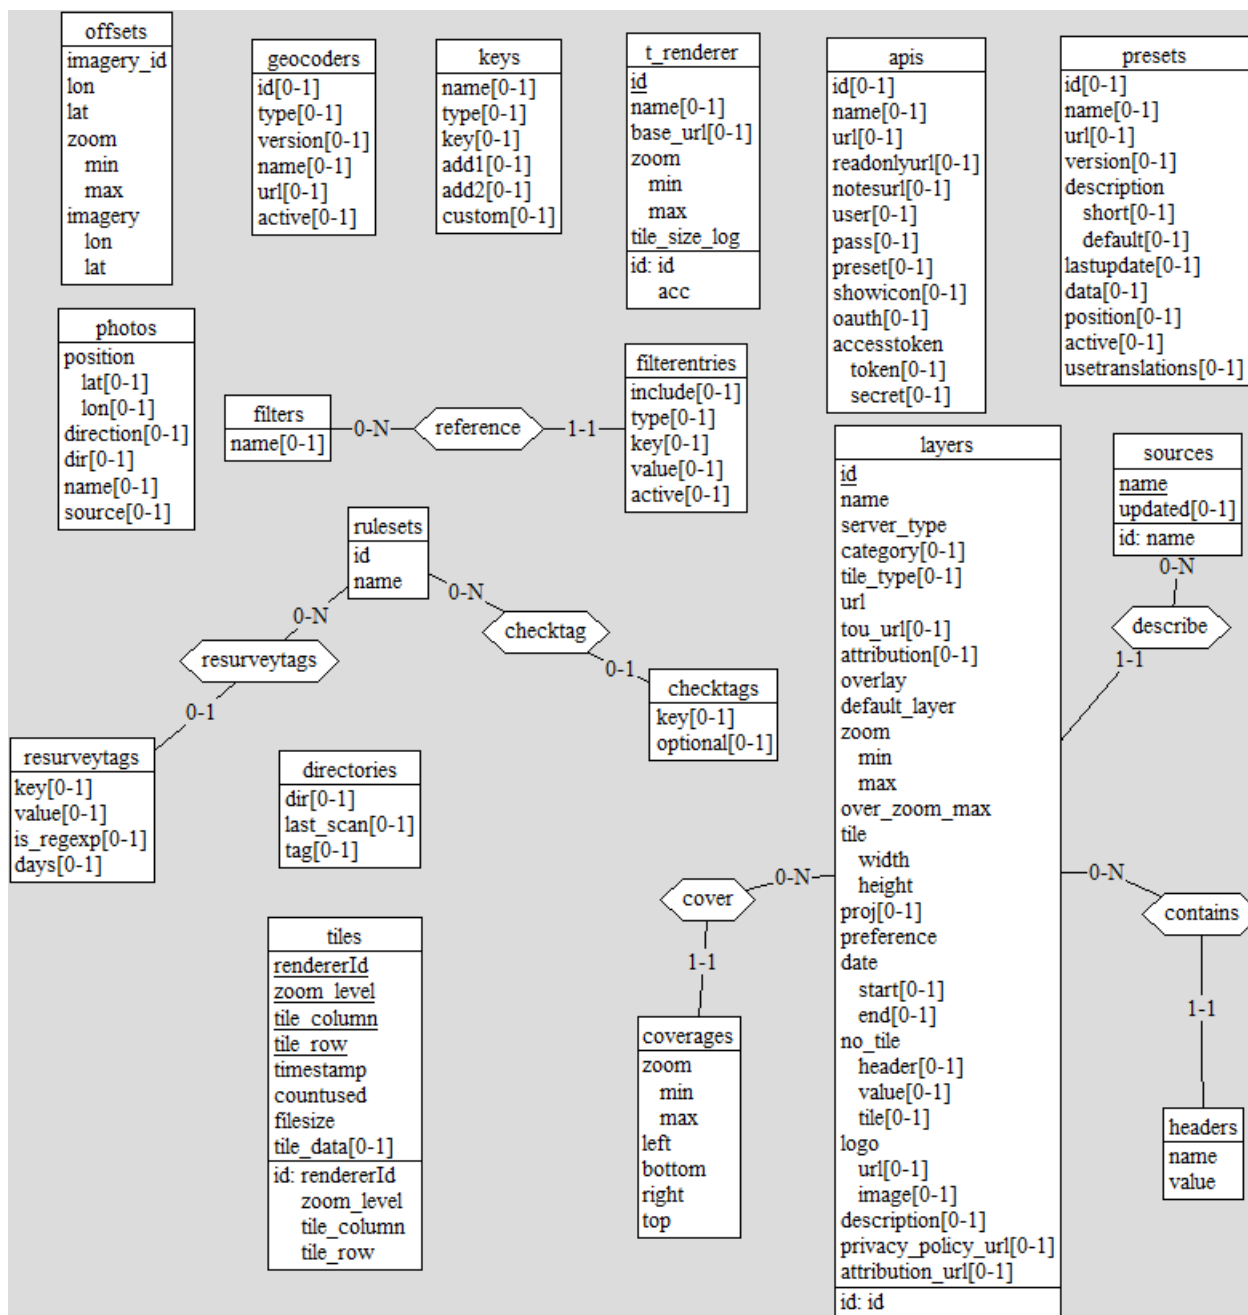 offsets
imagery_id
lon
lat
zoom
min
max
imagery
lon
lat
geocoders
id[0-1]
type[0-1]
version[0-1]
name[0-1]
url[0-1]
active[0-1]
keys
name[0-1]
type[0-1]
key[0-1]
add1[0-1]
add2[0-1]
custom[0-1]
t_renderer
id
name[0-1]
base_url[0-1]
zoom
min
max
tile_size_log
id: id
acc
apis
id[0-1]
name[0-1]
url[0-1]
readonlyurl[0-1]
notesurl[0-1]
user[0-1]
pass[0-1]
preset[0-1]
showicon[0-1]
oauth[0-1]
accesstoken
token[0-1]
secret[0-1]
presets
id[0-1]
name[0-1]
url[0-1]
version[0-1]
description
short[0-1]
default[0-1]
lastupdate[0-1]
data[0-1]
position[0-1]
active[0-1]
usetranslations[0-1]
photos
position
lat[0-1]
lon[0-1]
direction[0-1]
dir[0-1]
name[0-1]
source[0-1]
filters
name[0-1]
0-N
reference
1-1
filterentries
include[0-1]
type[0-1]
key[0-1]
value[0-1]
active[0-1]
rulesets
id
name
0-N
resurveytags
0-1
0-N
checktag
0-1
checktags
key[0-1]
optional[0-1]
resurveytags
key[0-1]
value[0-1]
is_regexp[0-1]
days[0-1]
directories
dir[0-1]
last_scan[0-1]
tag[0-1]
layers
id
name
server_type
category[0-1]
tile_type[0-1]
url
tou_url[0-1]
attribution[0-1]
overlay
default_layer
zoom
min
max
over_zoom_max
tile
width
height
proj[0-1]
preference
date
start[0-1]
end[0-1]
no_tile
header[0-1]
value[0-1]
tile[0-1]
logo
url[0-1]
image[0-1]
description[0-1]
privacy_policy_url[0-1]
attribution_url[0-1]
id: id
sources
name
updated[0-1]
id: name
0-N
describe
1-1
0-N
cover
1-1
coverages
zoom
min
max
left
bottom
right
top
0-N
contains
1-1
headers
name
value
tiles
rendererId
zoom_level
tile_column
tile_row
timestamp
countused
filesize
tile_data[0-1]
id: rendererId
zoom_level
tile_column
tile_row